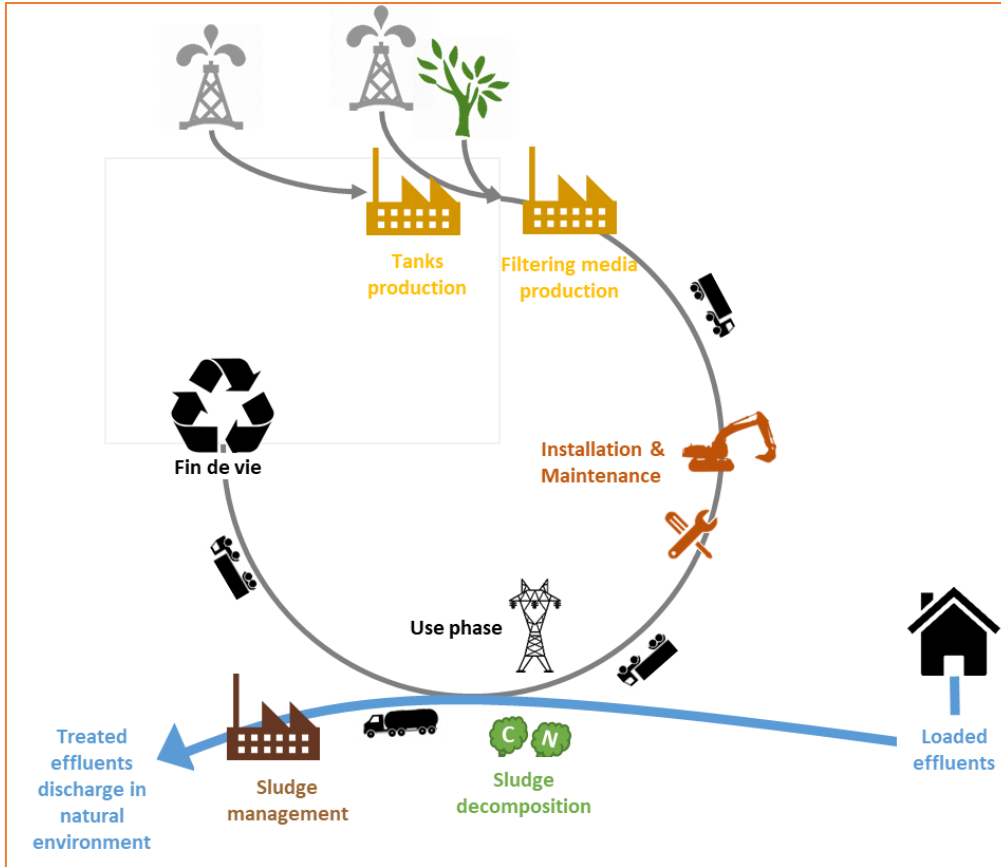 Tanks
production
Filtering media
production
Fin de vie
Installation &
Maintenance
Use phase
C N
Treated
effluents
discharge in
natural
environment
Sludge
management
Sludge
decomposition
Loaded
effluents